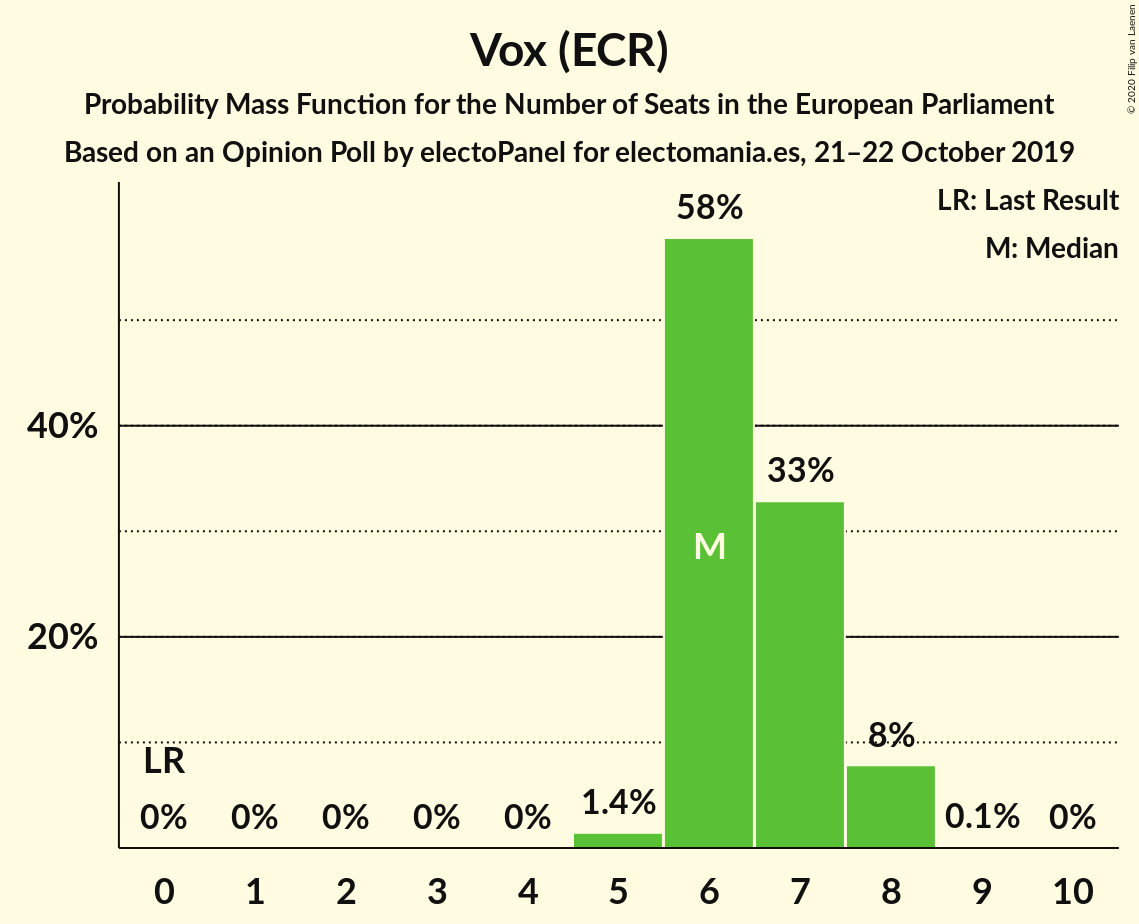 Vox (ECR)
Probability Mass Function for the Number of Seats in the European Parliament
Based on an Opinion Poll by electoPanel for electomania.es, 21–22 October 2019
© 2020 Filip van Laenen
LR: Last Result
M: Median
58%
40%
33%
M
20%
8%
LR
1.4%
0% 0% 0% 0% 0% 0.1% 0%
0 1 2 3 4 5 6 7 8 9 10